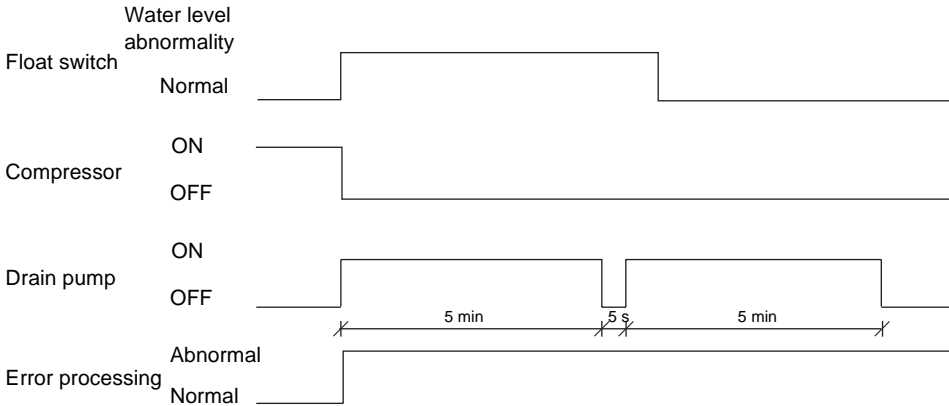 Water level
abnormality
Float switch
Normal
ON
Compressor
OFF
ON
Drain pump
OFF
5 min
5 s
5 min
Abnormal
Error processing
Normal